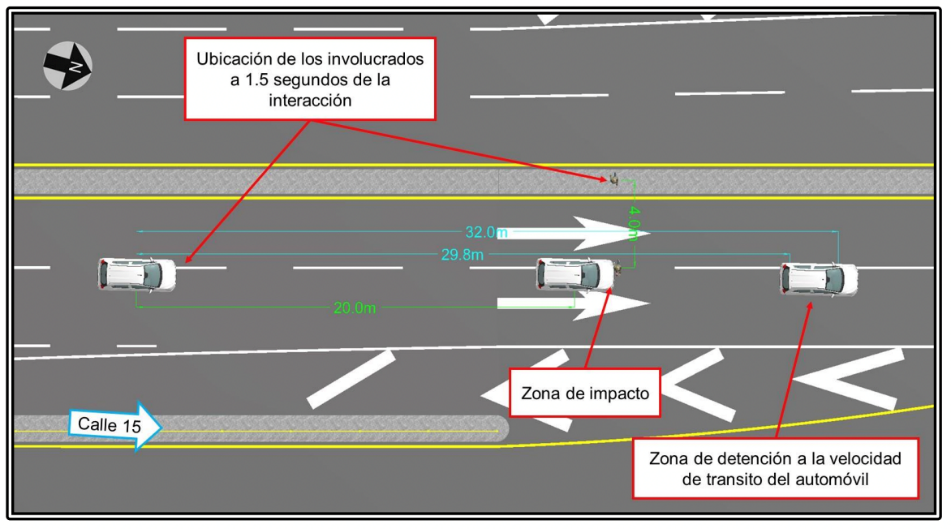 N
Ubicación de los involucrados
a 1.5 segundos de la
interacción
4.0m
32.0m
29.8m
20.0m
Zona de impacto
Calle 15
Zona de detención a la velocidad
de transito del automóvil